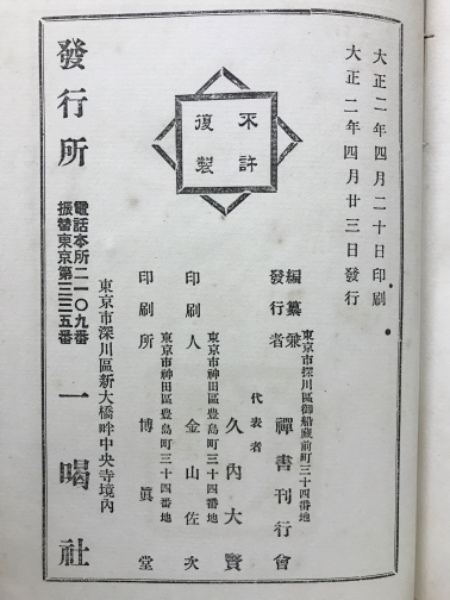 大正二年四月二十日印刷
大正二年四月廿三日發行
不許
復製
東京市深川區御船藏前町三十四番地
編纂兼
發行者
禪書刊行會
代表者
久內大賢
東京市神田區豊島町三十四番地
印刷人 金山佐次
東京市神田區豊島町三十四番地
印刷所 博眞堂
東京市深川區新大橋畔中央寺境內
發行所 一喝社
電話本所二一〇九番
振替東京第三三五番